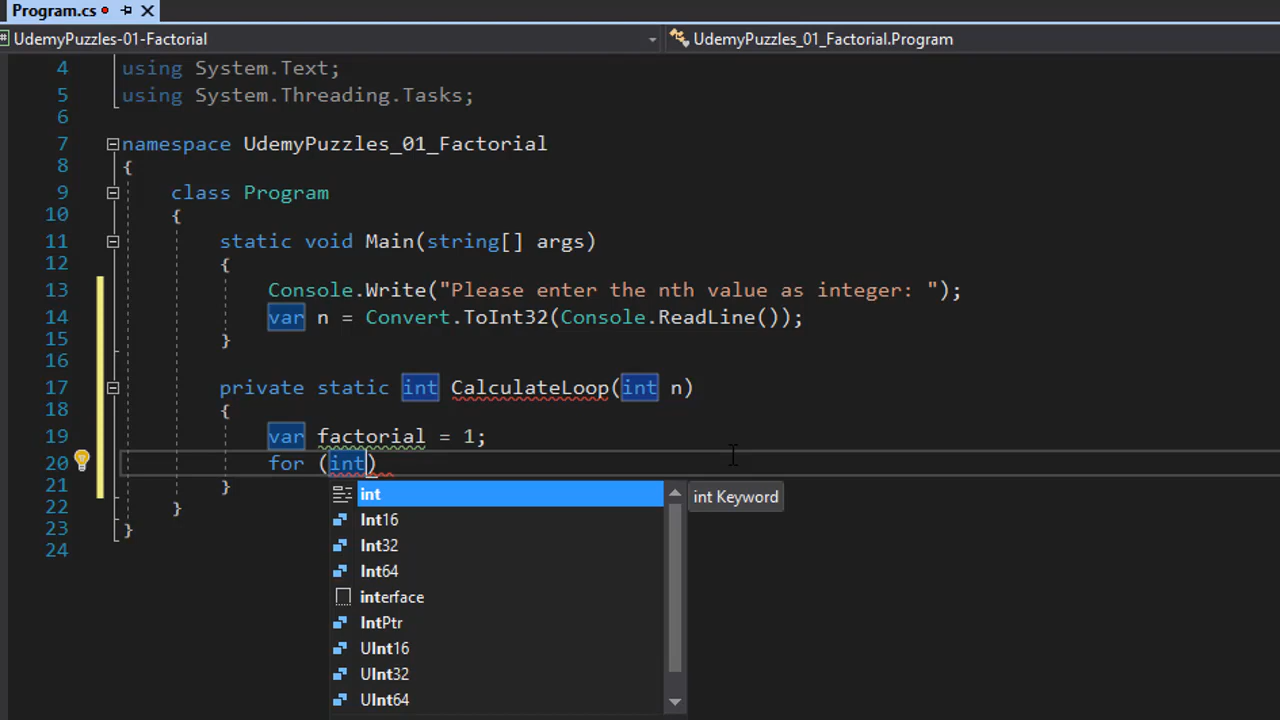 Program.cs
UdemyPuzzles-01-Factorial UdemyPuzzles_01_Factorial.Program
4 using System.Text;
5 using System.Threading.Tasks;
6
7 namespace UdemyPuzzles_01_Factorial
8 {
9 class Program
10 {
11 static void Main(string[] args)
12 {
13 Console.Write("Please enter the nth value as integer: ");
14 var n = Convert.ToInt32(Console.ReadLine());
15 }
16
17 private static int CalculateLoop(int n)
18 {
19 var factorial = 1;
20 for (int)
21 }
22 }
23 }
24
int int Keyword
Int16
Int32
Int64
interface
IntPtr
UInt16
UInt32
UInt64